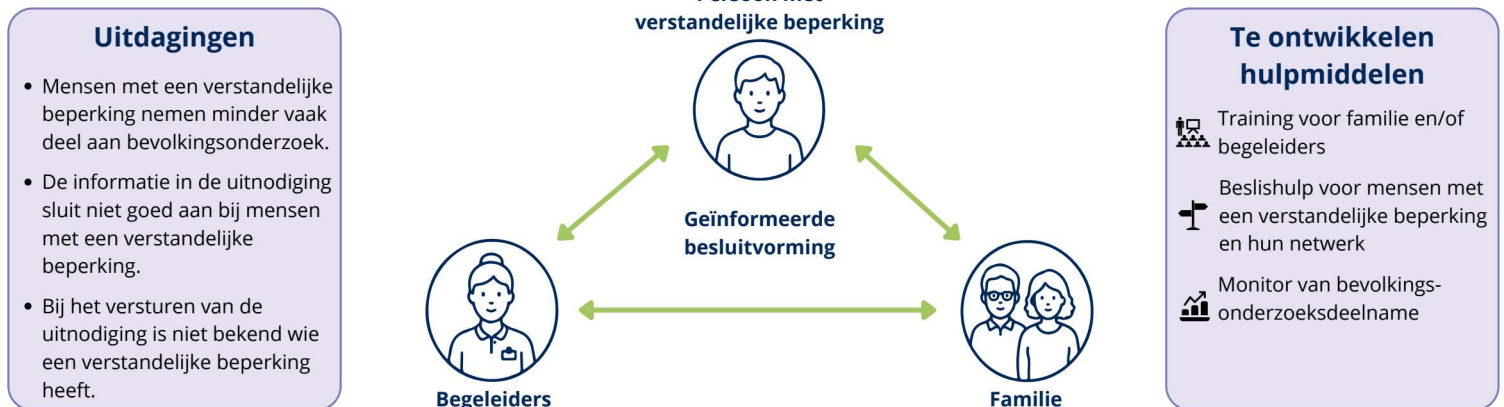 Uitdagingen
• Mensen met een verstandelijke
beperking nemen minder vaak
deel aan bevolkingsonderzoek.
• De informatie in de uitnodiging
sluit niet goed aan bij mensen
met een verstandelijke
beperking.
• Bij het versturen van de
uitnodiging is niet bekend wie
een verstandelijke beperking
heeft.
verstandelijke beperking
Geïnformeerde
besluitvorming
Begeleiders
Familie
Te ontwikkelen
hulpmiddelen
Training voor familie en/of
begeleiders
Beslishulp voor mensen met
een verstandelijke beperking
en hun netwerk
Monitor van bevolkings-
onderzoeksdeelname